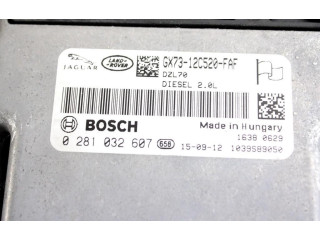 JAGUAR
LAND-ROVER
GX73-12C520-FAF
DZL70
DIESEL 2.0L
BOSCH
Made in Hungary
1638 0629
0 281 032 607 658 15-09-12 1039S89050